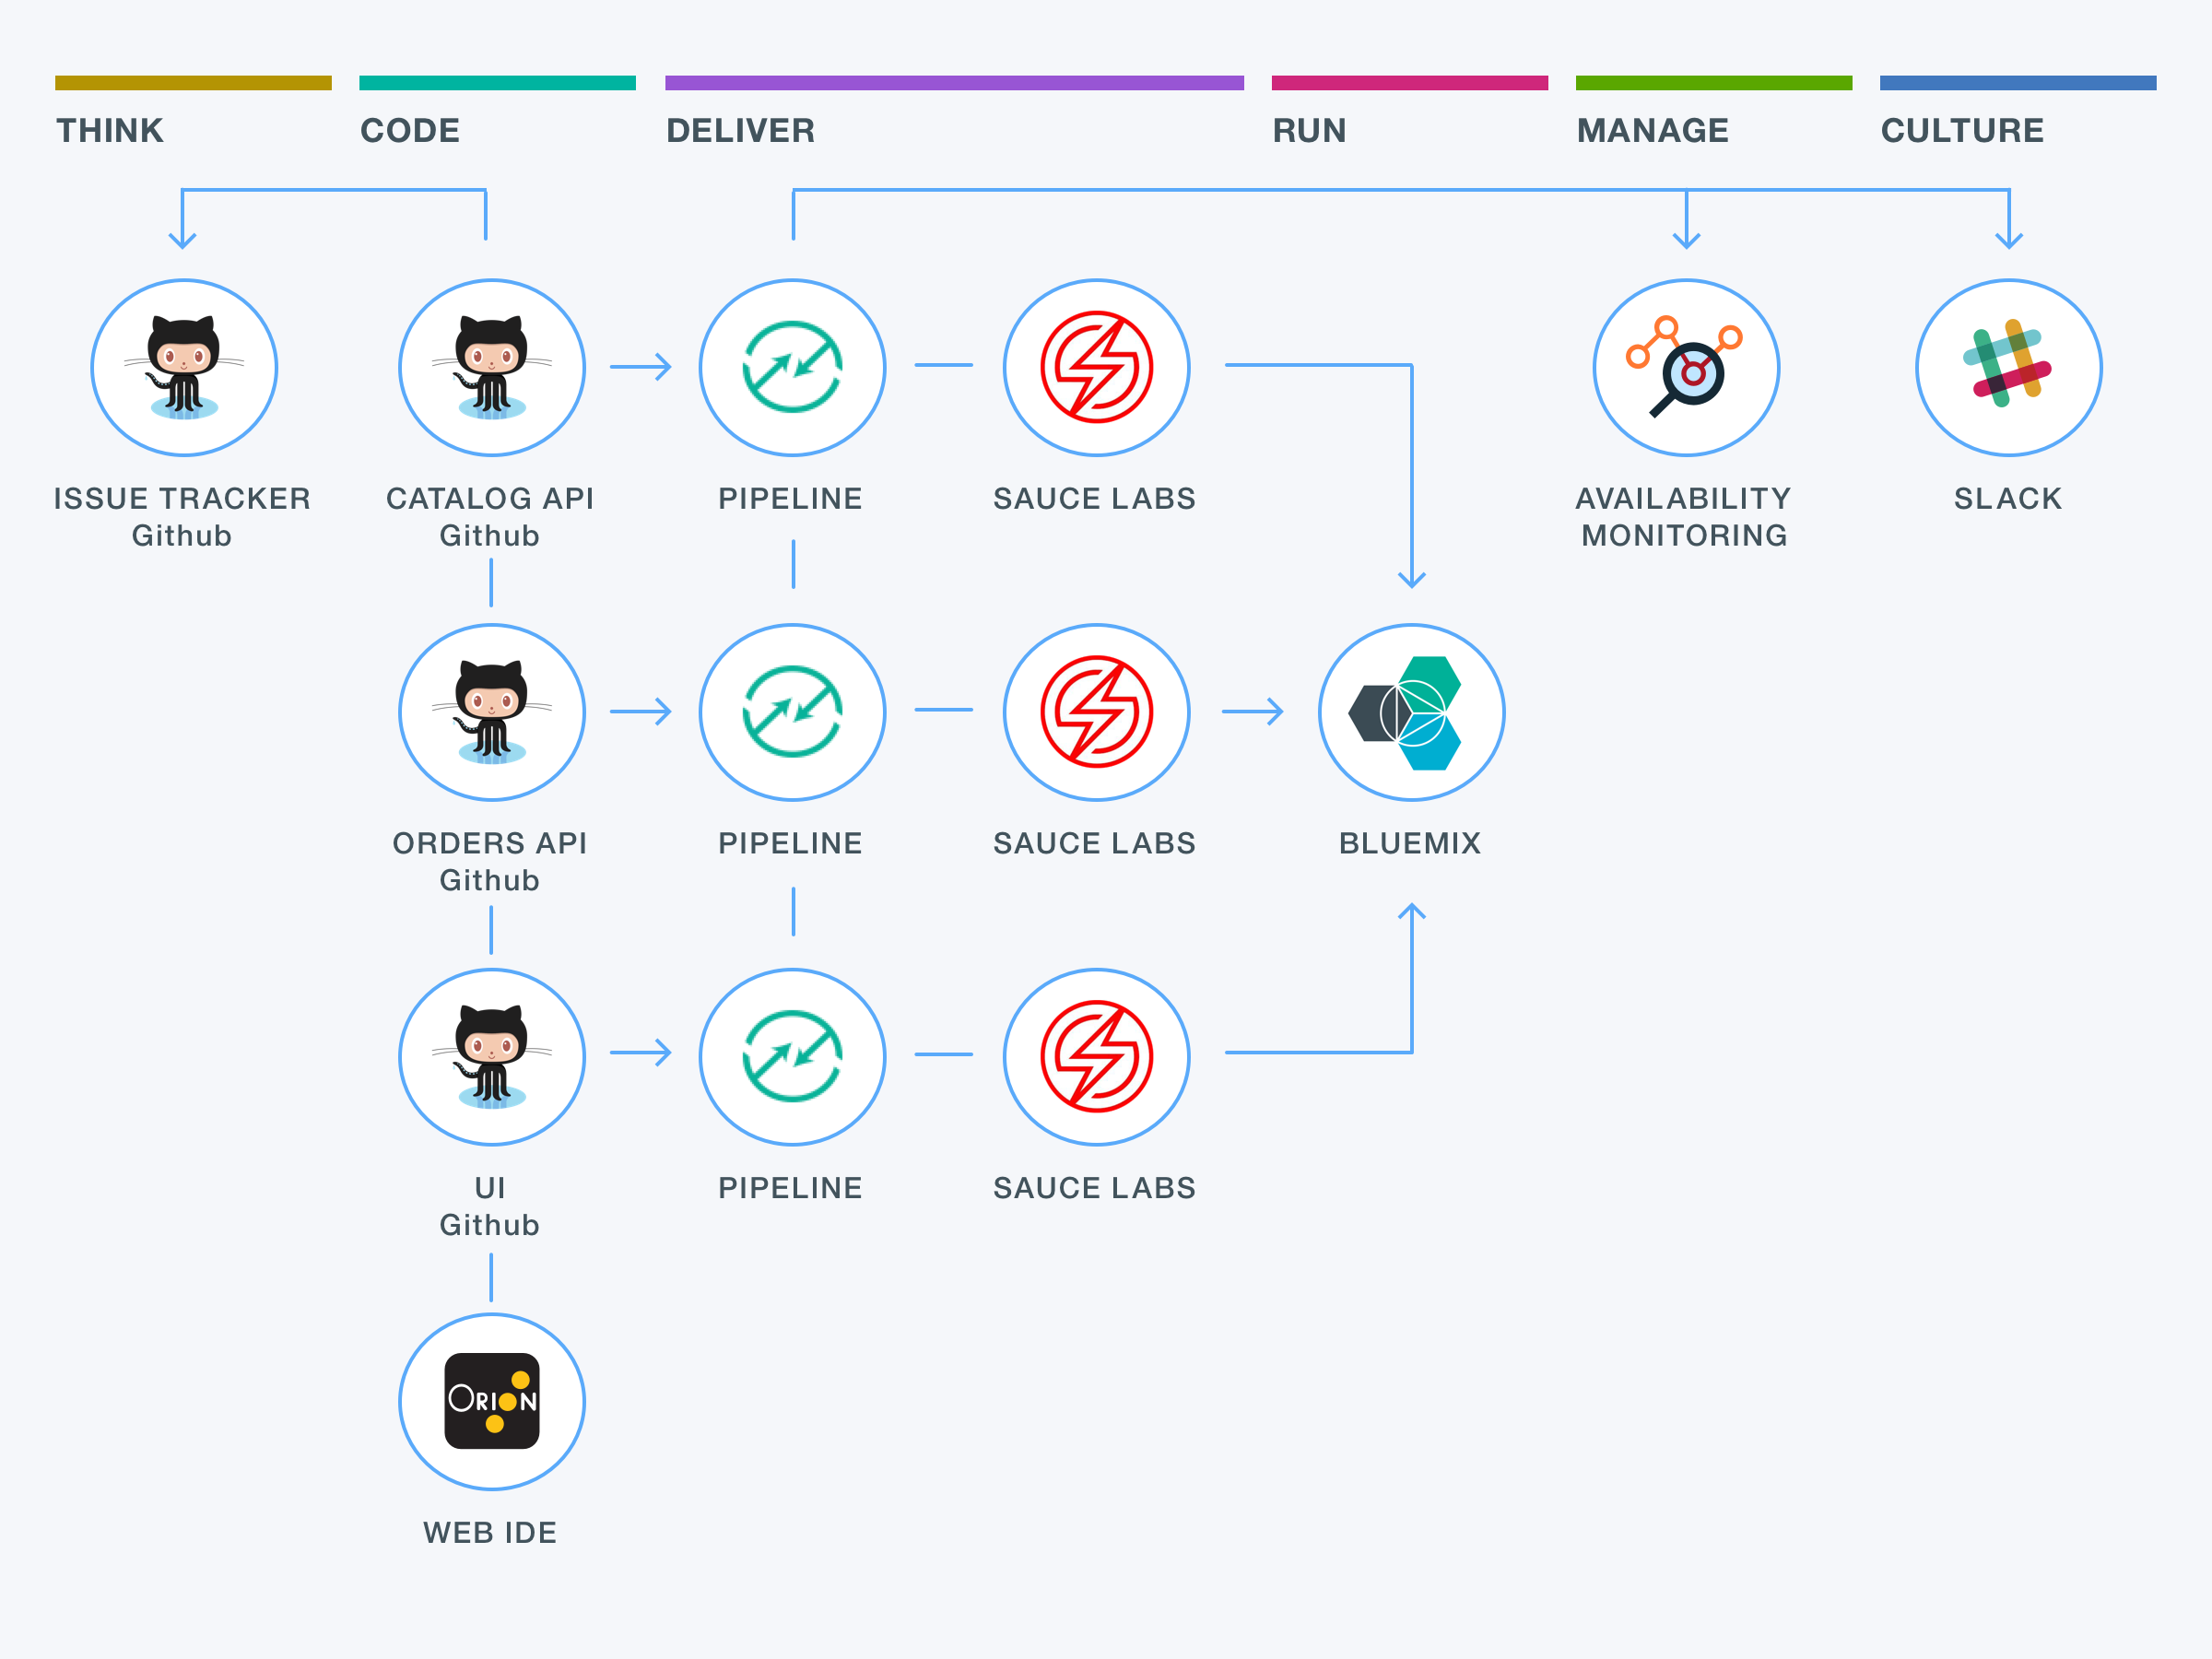 THINK
CODE
DELIVER
RUN
MANAGE
CULTURE
ISSUE TRACKER
Github
CATALOG API
Github
PIPELINE
SAUCE LABS
AVAILABILITY
MONITORING
SLACK
ORDERS API
Github
PIPELINE
SAUCE LABS
BLUEMIX
UI
Github
PIPELINE
SAUCE LABS
ORION
WEB IDE